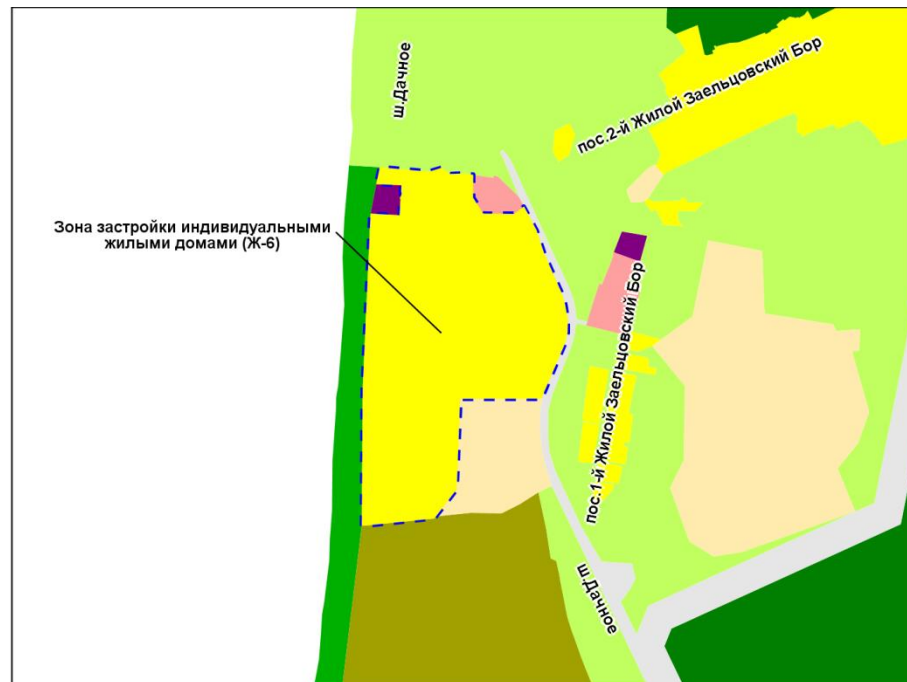 ш.Дачное
пос.2-й Жилой Заельцовский Бор
Зона застройки индивидуальными
жилыми домами (Ж-6)
пос.1-й Жилой Заельцовский Бор
ш.Дачное